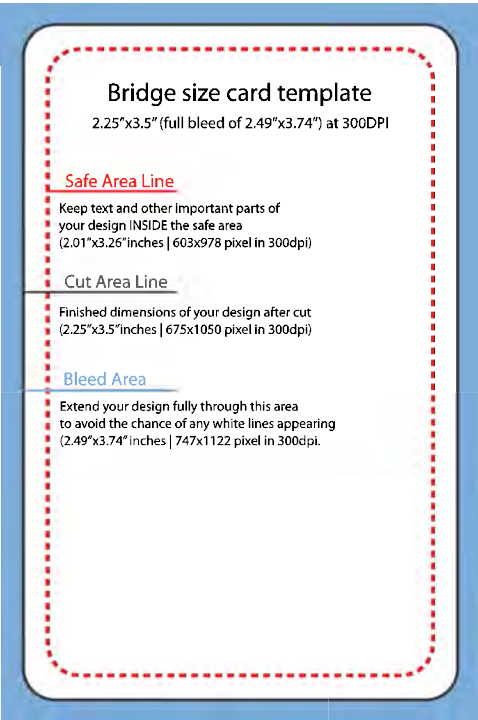 Bridge size card template
2.25"x3.5" (full bleed of 2.49"x3.74") at 300DPI
Safe Area Line
Keep text and other important parts of
your design INSIDE the safe area
(2.01"x3.26"inches | 603x978 pixel in 300dpi)
Cut Area Line
Finished dimensions of your design after cut
(2.25"x3.5"inches | 675x1050 pixel in 300dpi)
Bleed Area
Extend your design fully through this area
to avoid the chance of any white lines appearing
(2.49"x3.74" inches | 747x1122 pixel in 300dpi.